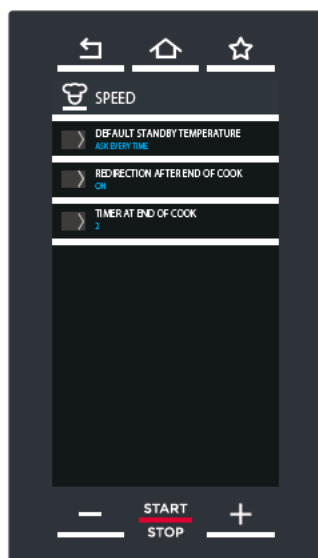 SPEED
DEFAULT STANDBY TEMPERATURE
ASK EVERY TIME
REDIRECTION AFTER END OF COOK
ON
TIMER AT END OF COOK
2
START
STOP